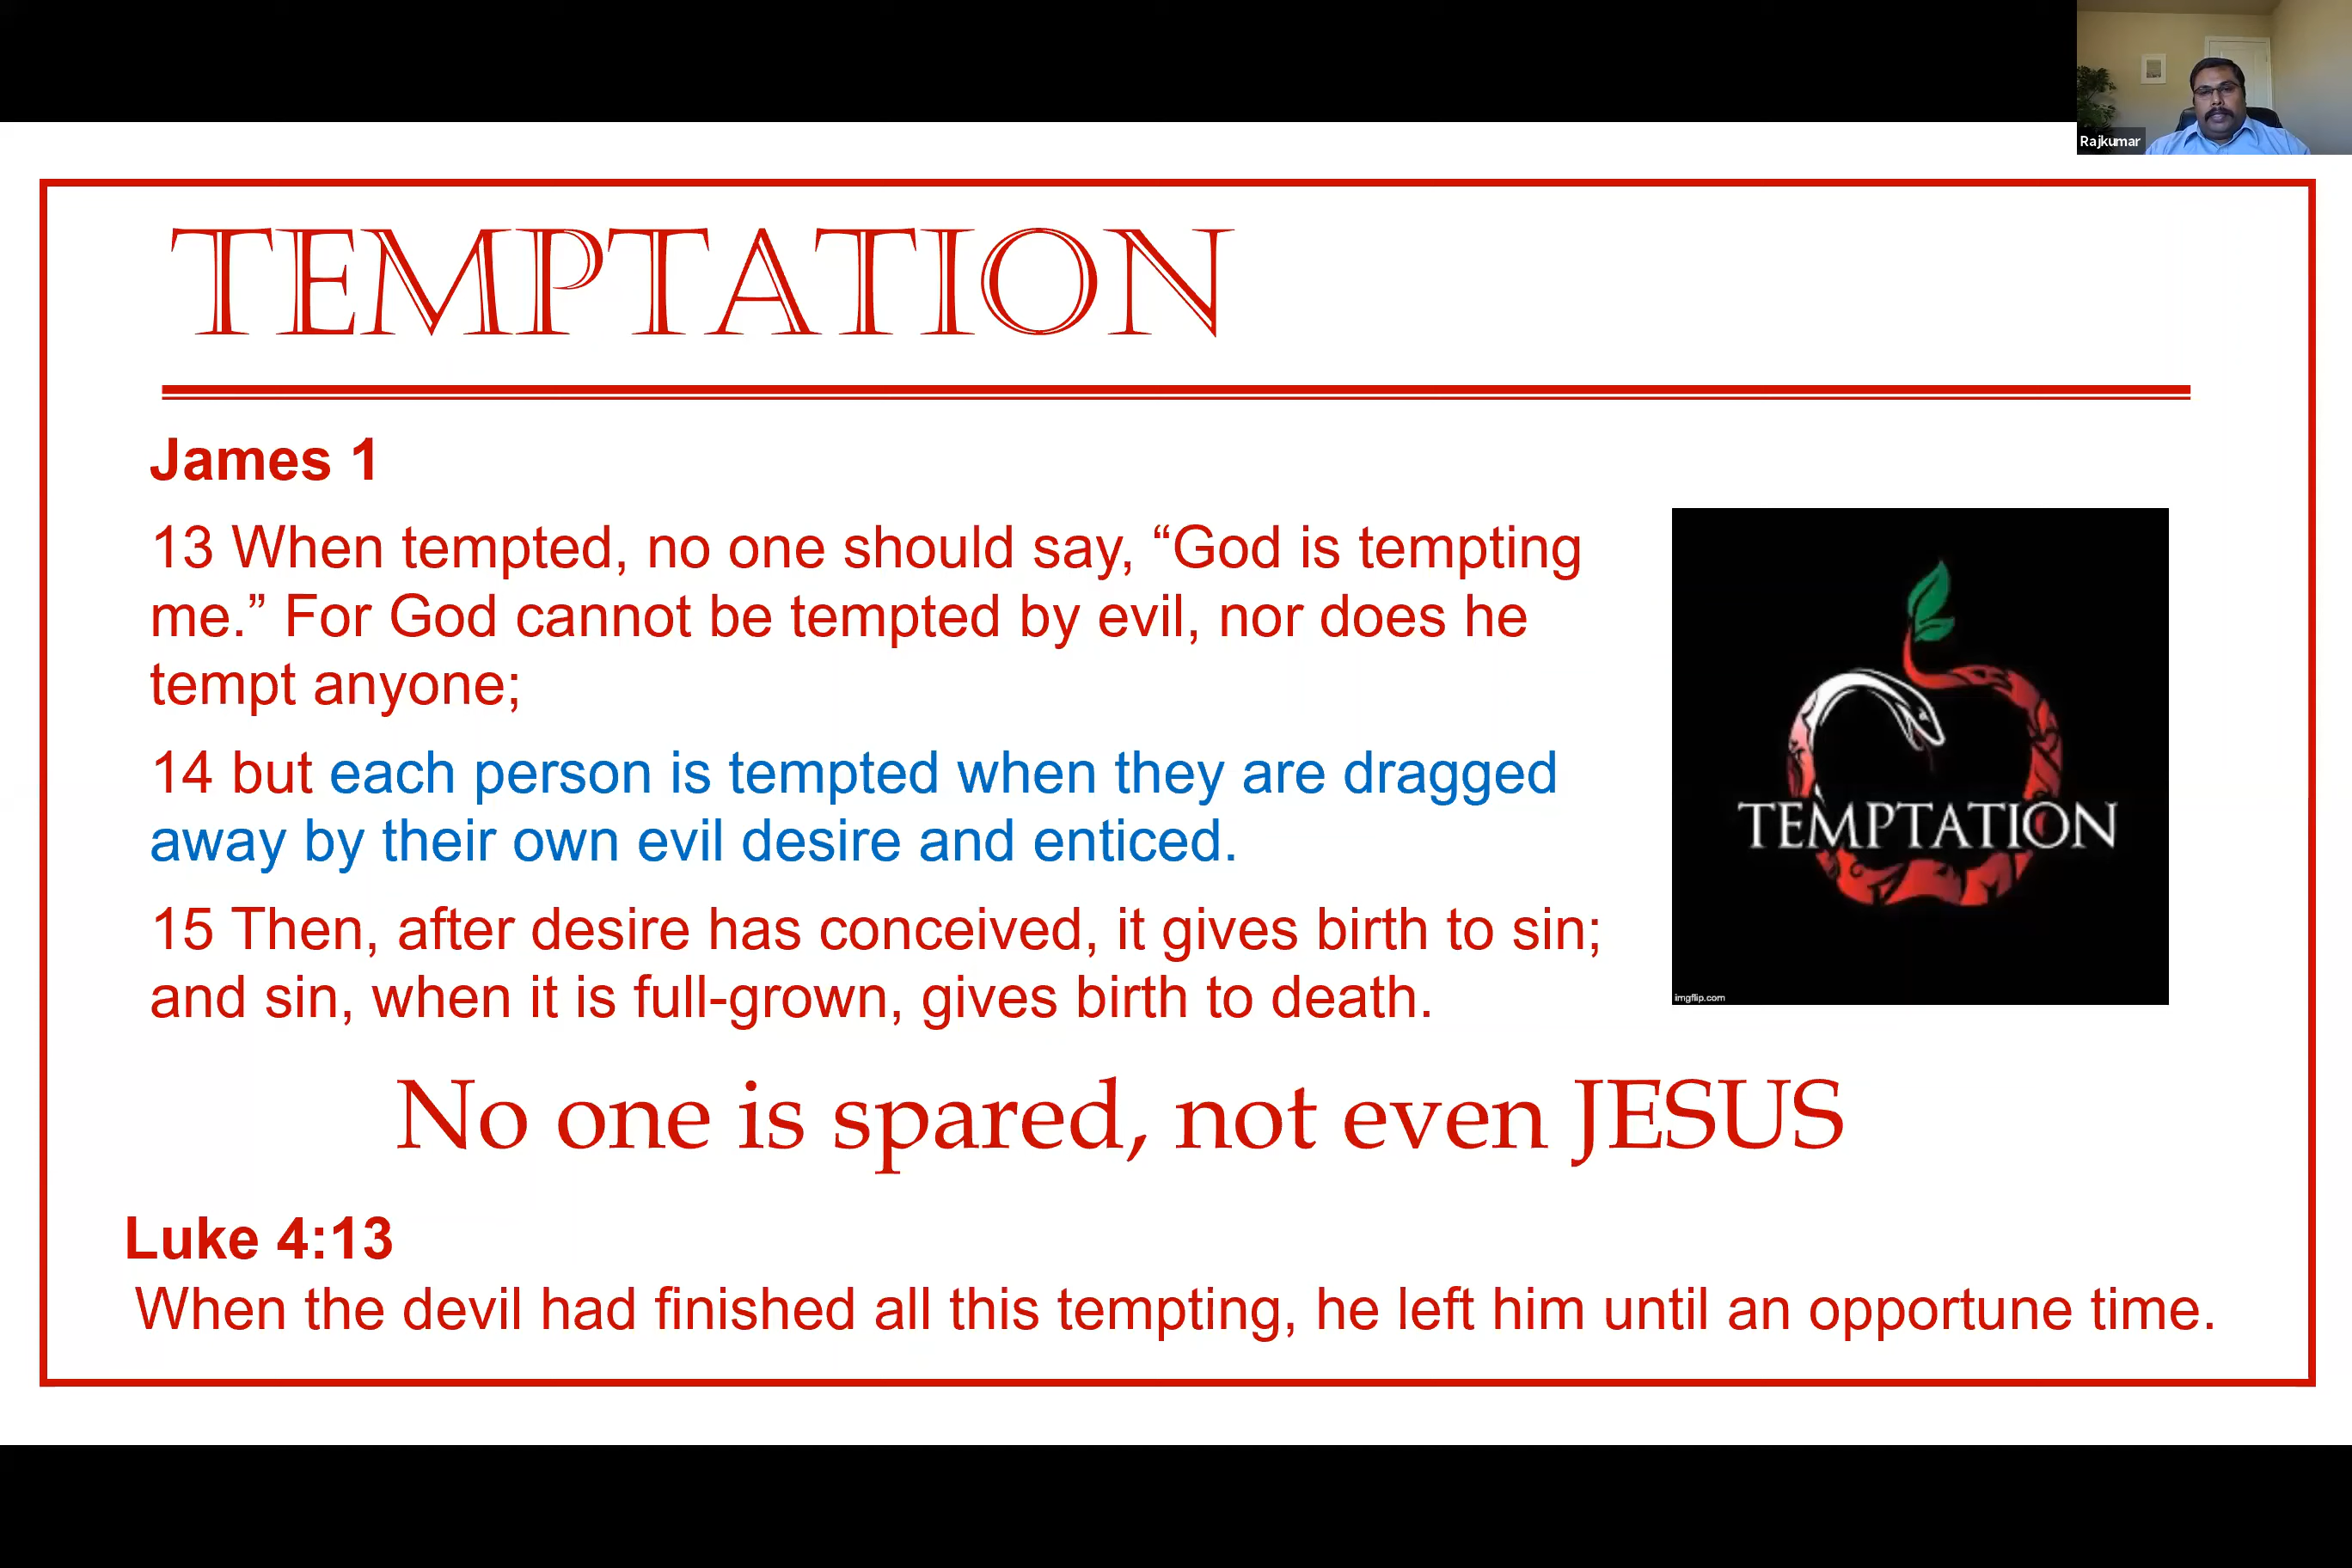 Rajkumar
TEMPTATION
James 1
13 When tempted, no one should say, “God is tempting
me.” For God cannot be tempted by evil, nor does he
tempt anyone;
14 but each person is tempted when they are dragged
away by their own evil desire and enticed.
15 Then, after desire has conceived, it gives birth to sin;
and sin, when it is full-grown, gives birth to death.
TEMPTATION
imgflip.com
No one is spared, not even JESUS
Luke 4:13
When the devil had finished all this tempting, he left him until an opportune time.